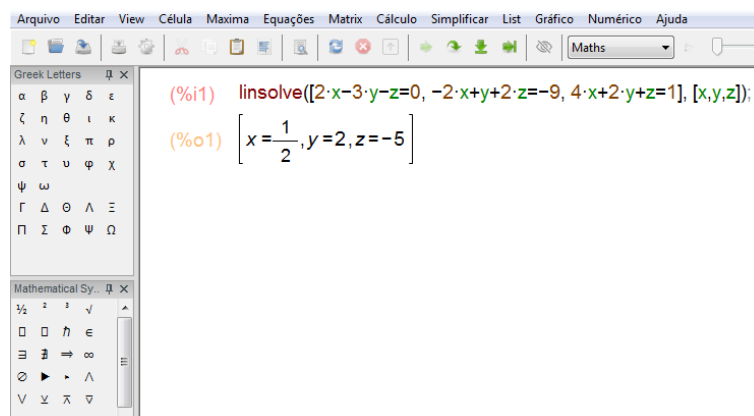 Arquivo Editar View Célula Maxima Equações Matrix Cálculo Simplificar List Gráfico Numérico Ajuda
Maths
Greek Letters
α β γ δ ε
ζ η θ ι κ
λ ν ξ π ρ
σ τ υ φ χ
ψ ω
Γ Δ Θ Λ Ξ
Π Σ Φ Ψ Ω
(%i1) linsolve([2·x−3·y−z=0, −2·x+y+2·z=−9, 4·x+2·y+z=1], [x,y,z]);
(%o1) [x=1/2, y=2, z=−5]
Mathematical Sy..
½ ² ³ √
ℏ ∈
∃ ∄ ⇒ ∞
∅ ▶ ▸ ⋀
⋁ ⊻ ⊼ ⊽